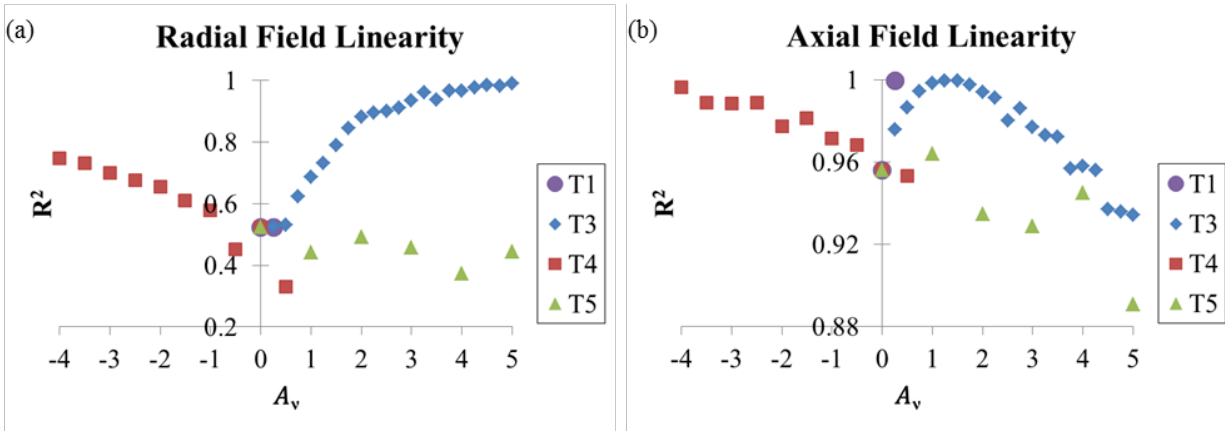 (a)
Radial Field Linearity
1
0.8
0.6
0.4
0.2
R²
-4 -3 -2 -1 0 1 2 3 4 5
Aᵥ
T1
T3
T4
T5
(b)
Axial Field Linearity
1
0.96
0.92
0.88
R²
-4 -3 -2 -1 0 1 2 3 4 5
Aᵥ
T1
T3
T4
T5